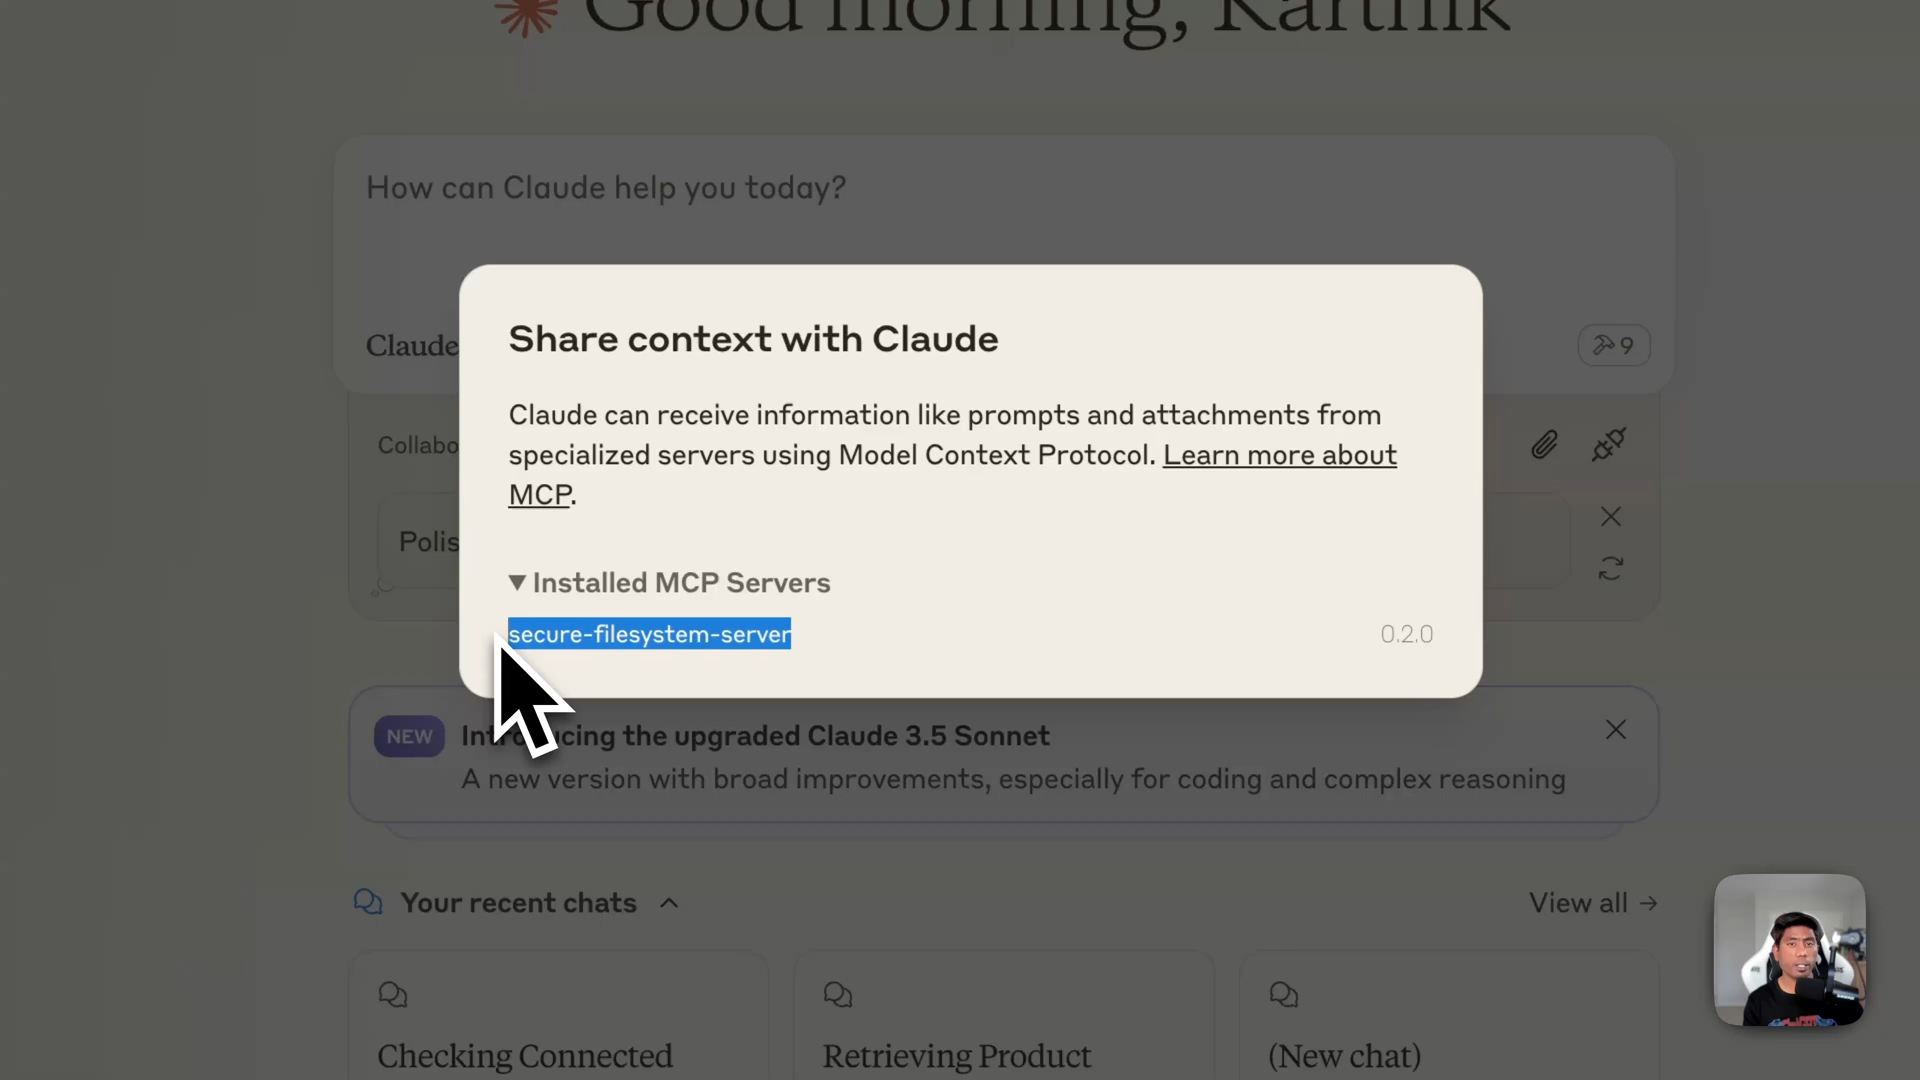 Good morning, Karthik
How can Claude help you today?
Claude
9
Share context with Claude
Claude can receive information like prompts and attachments from
specialized servers using Model Context Protocol. Learn more about
MCP.
Collabo
Polis
▼ Installed MCP Servers
secure-filesystem-server 0.2.0
NEW Introducing the upgraded Claude 3.5 Sonnet
A new version with broad improvements, especially for coding and complex reasoning
Your recent chats
View all →
Checking Connected
Retrieving Product
(New chat)